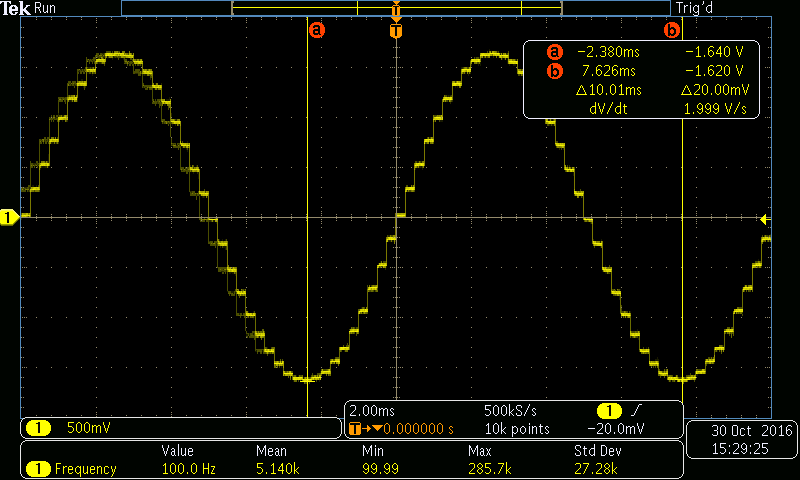 Tek Run Trig'd
T
a T b
a -2.380ms -1.640 V
b 7.626ms -1.620 V
Δ10.01ms Δ20.00mV
dV/dt 1.999 V/s
1
1 500mV
2.00ms 500kS/s 1
T→▼0.000000 s 10k points -20.0mV
30 Oct 2016
15:29:25
Value Mean Min Max Std Dev
1 Frequency 100.0 Hz 5.140k 99.99 285.7k 27.28k